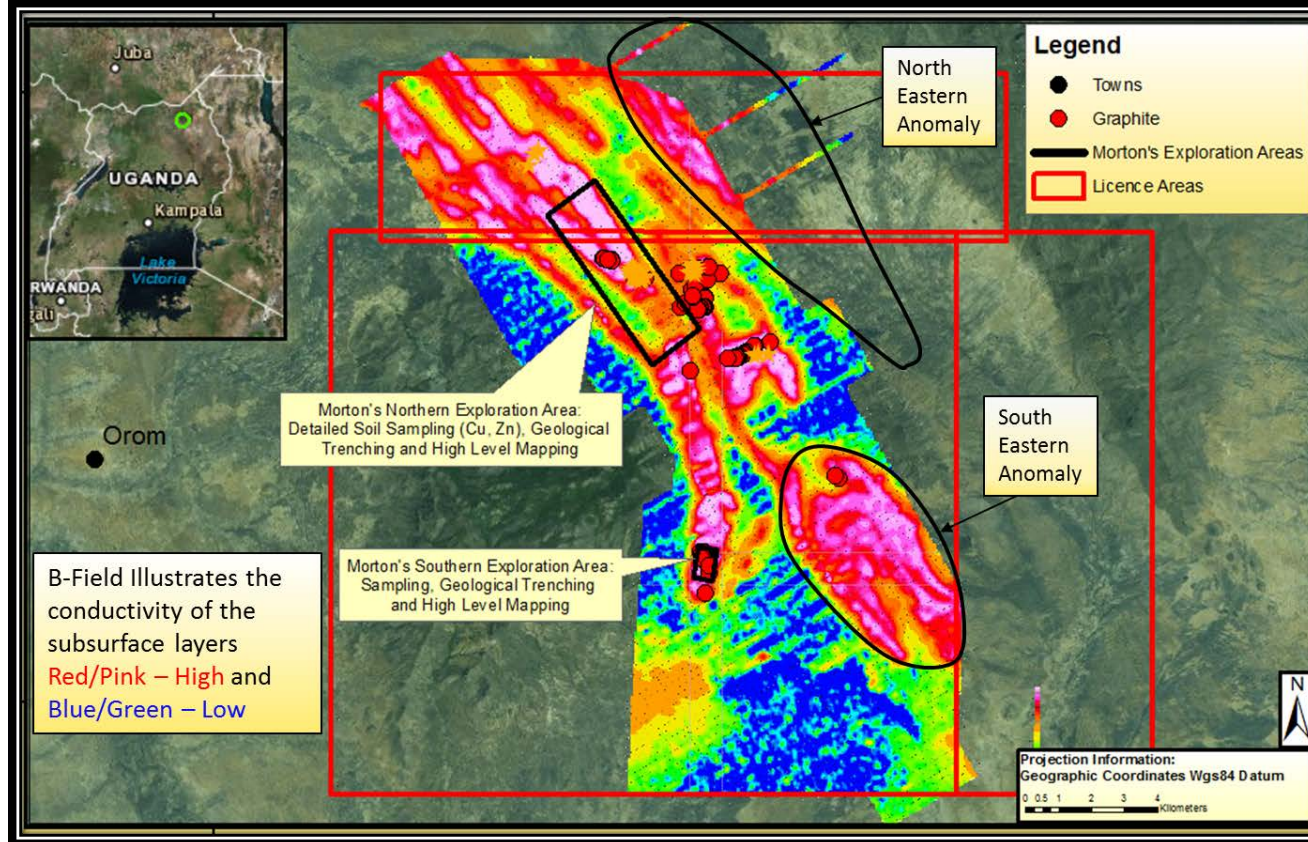 Juba
UGANDA
Kampala
Lake
Victoria
RWANDA
gali
North
Eastern
Anomaly
Legend
Towns
Graphite
Morton's Exploration Areas
Licence Areas
Morton's Northern Exploration Area:
Detailed Soil Sampling (Cu, Zn), Geological
Trenching and High Level Mapping
Orom
South
Eastern
Anomaly
Morton's Southern Exploration Area:
Sampling, Geological Trenching
and High Level Mapping
B-Field Illustrates the
conductivity of the
subsurface layers
Red/Pink – High and
Blue/Green – Low
N
Projection Information:
Geographic Coordinates Wgs84 Datum
0 0.5 1 2 3 4
Kilometers